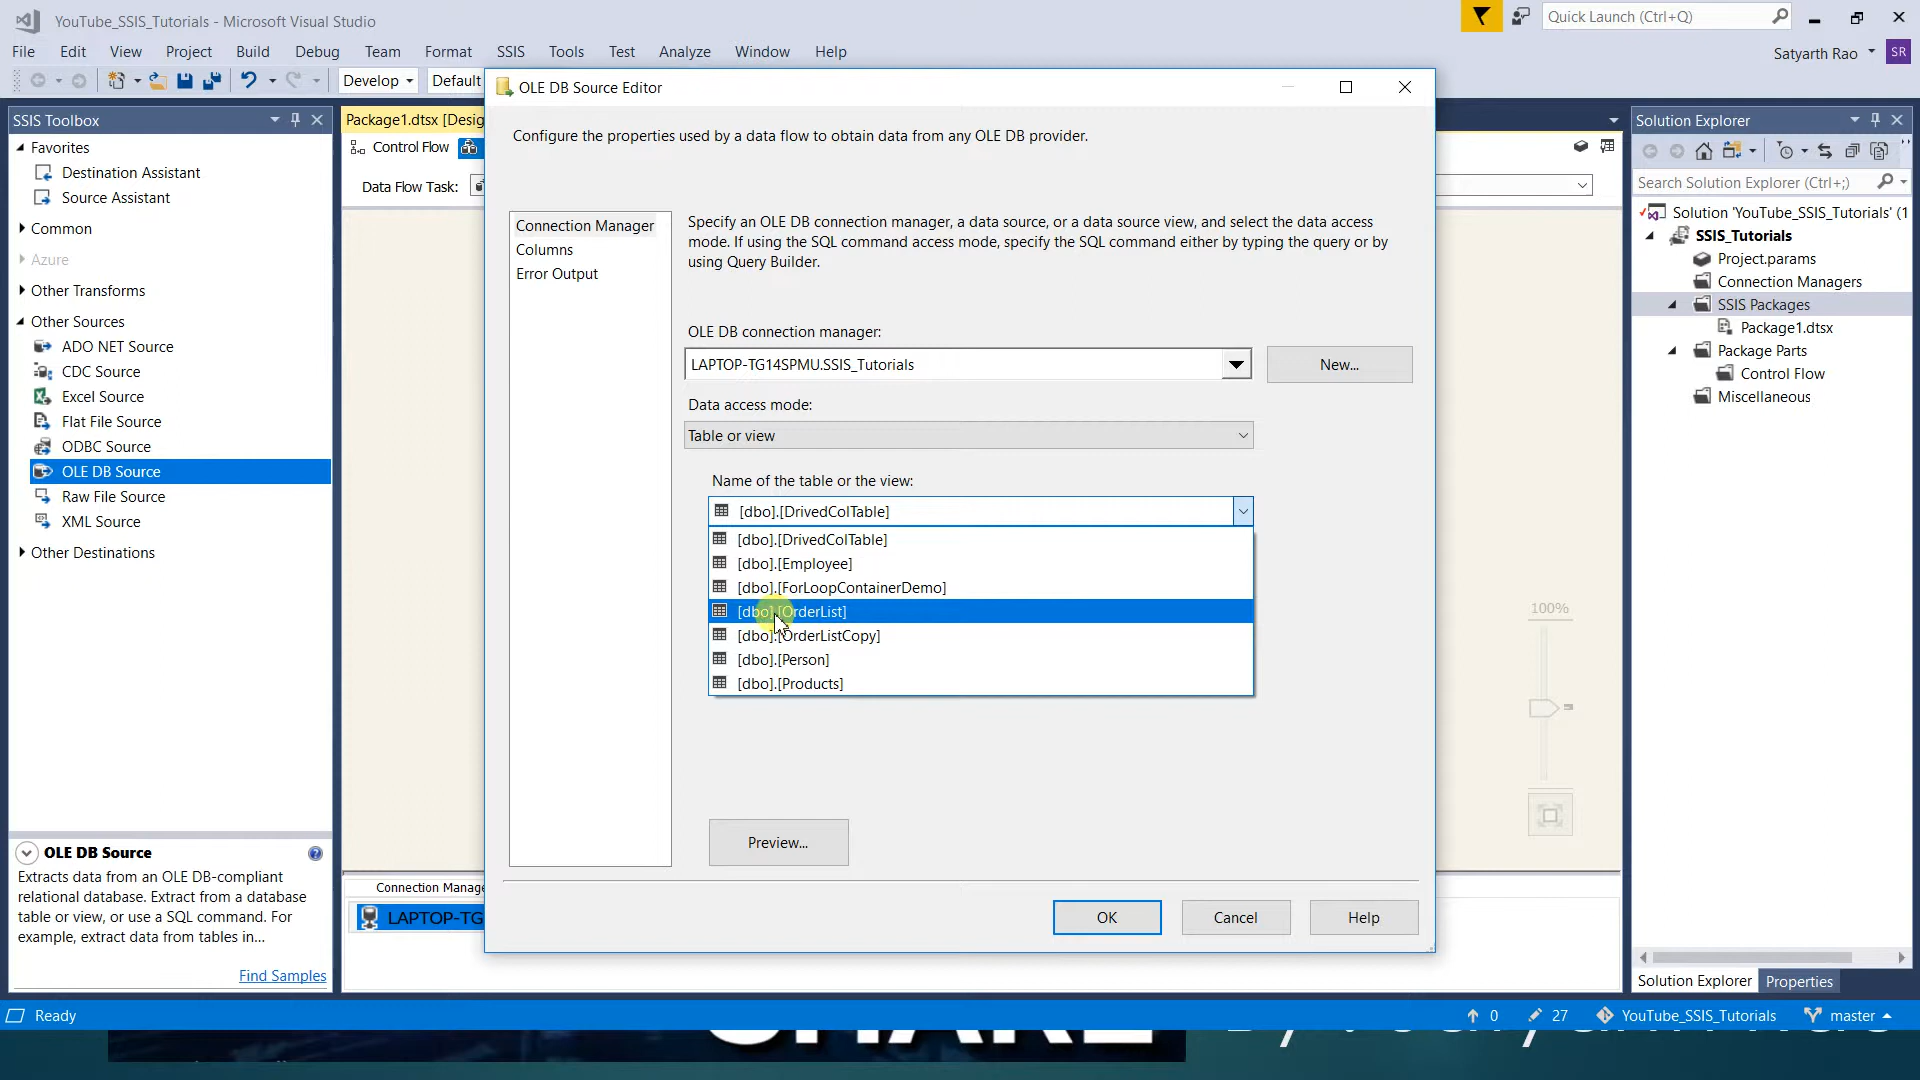 YouTube_SSIS_Tutorials - Microsoft Visual Studio
Quick Launch (Ctrl+Q)
File Edit View Project Build Debug Team Format SSIS Tools Test Analyze Window Help
Satyarth Rao SR
Develop Default
SSIS Toolbox
Favorites
Destination Assistant
Source Assistant
Common
Azure
Other Transforms
Other Sources
ADO NET Source
CDC Source
Excel Source
Flat File Source
ODBC Source
OLE DB Source
Raw File Source
XML Source
Other Destinations
OLE DB Source
Extracts data from an OLE DB-compliant
relational database. Extract from a database
table or view, or use a SQL command. For
example, extract data from tables in...
Find Samples
Package1.dtsx [Desig
Control Flow
Data Flow Task:
Connection Manage
LAPTOP-TG
OLE DB Source Editor
Configure the properties used by a data flow to obtain data from any OLE DB provider.
Connection Manager
Columns
Error Output
Specify an OLE DB connection manager, a data source, or a data source view, and select the data access
mode. If using the SQL command access mode, specify the SQL command either by typing the query or by
using Query Builder.
OLE DB connection manager:
LAPTOP-TG14SPMU.SSIS_Tutorials
New...
Data access mode:
Table or view
Name of the table or the view:
[dbo].[DrivedColTable]
[dbo].[DrivedColTable]
[dbo].[Employee]
[dbo].[ForLoopContainerDemo]
[dbo].[OrderList]
[dbo].[OrderListCopy]
[dbo].[Person]
[dbo].[Products]
Preview...
OK Cancel Help
100%
Solution Explorer
Search Solution Explorer (Ctrl+;)
Solution 'YouTube_SSIS_Tutorials' (1
SSIS_Tutorials
Project.params
Connection Managers
SSIS Packages
Package1.dtsx
Package Parts
Control Flow
Miscellaneous
Solution Explorer Properties
Ready
0 27 YouTube_SSIS_Tutorials master